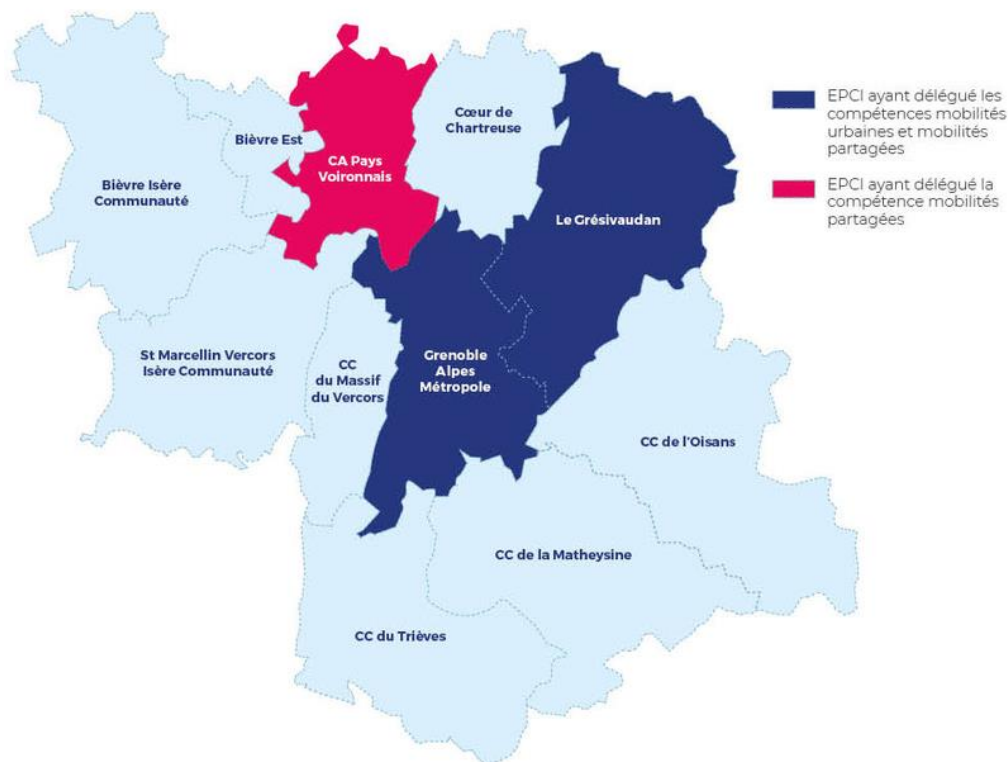 Cœur de
Chartreuse
EPCI ayant délégué les
compétences mobilités
urbaines et mobilités
partagées
EPCI ayant délégué la
compétence mobilités
partagées
Bièvre Est
CA Pays
Voironnais
Bièvre Isère
Communauté
Le Grésivaudan
St Marcellin Vercors
Isère Communauté
CC
du Massif
du Vercors
Grenoble
Alpes
Métropole
CC de l'Oisans
CC de la Matheysine
CC du Trièves